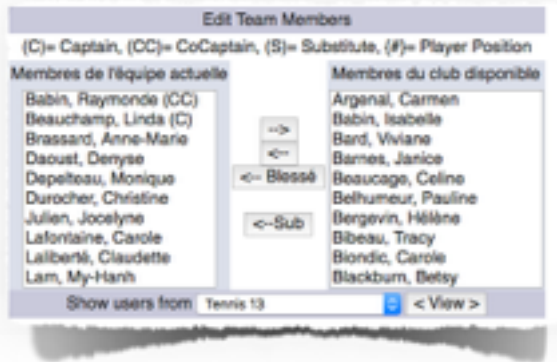 Edit Team Members
(C)= Captain, (CC)= CoCaptain, (S)= Substitute, (#)= Player Position
Membres de l'équipe actuelle
Babin, Raymonde (CC)
Beauchamp, Linda (C)
Brassard, Anne-Marie
Daoust, Denyse
Depelteau, Monique
Durocher, Christine
Julien, Jocelyne
Lafontaine, Carole
Laliberté, Claudette
Lam, My-Hanh
-->
<--
<-- Blessé
<--Sub
Membres du club disponible
Argenal, Carmen
Babin, Isabelle
Bard, Viviane
Barnes, Janice
Beaucage, Celine
Belhumeur, Pauline
Bergevin, Hélène
Bibeau, Tracy
Biondic, Carole
Blackburn, Betsy
Show users from Tennis 13 < View >